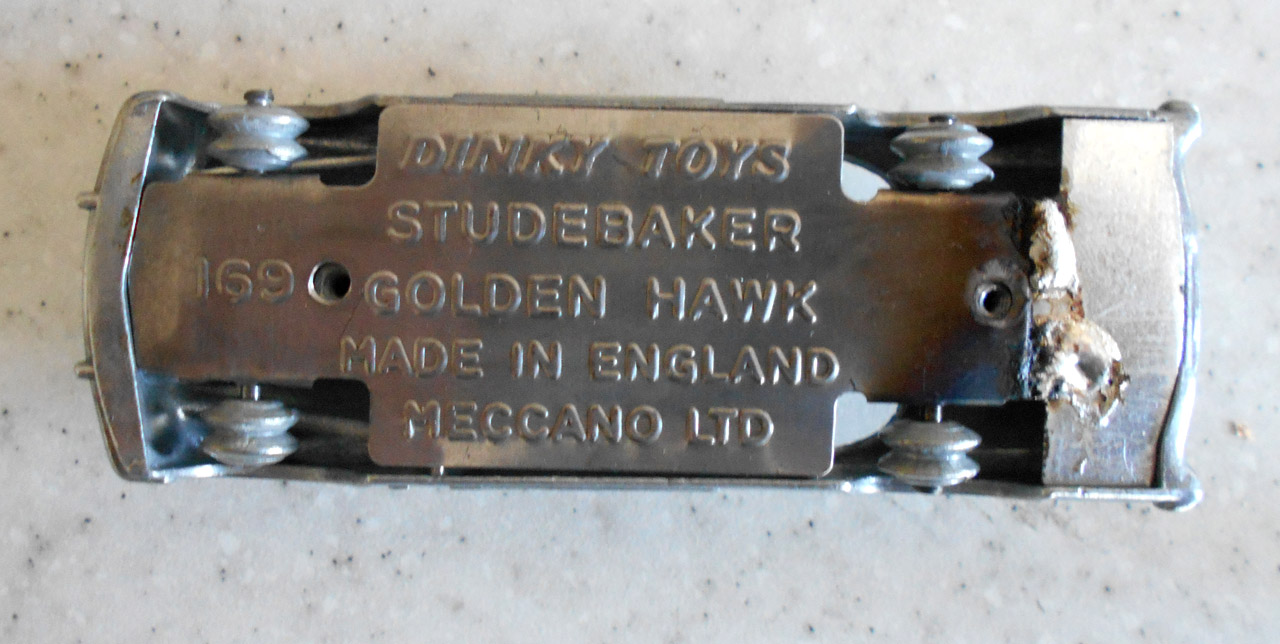 DINKY TOYS
STUDEBAKER
169 GOLDEN HAWK
MADE IN ENGLAND
MECCANO LTD